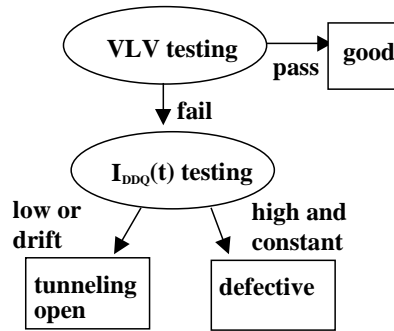 VLV testing
pass
good
fail
IDDQ(t) testing
low or
drift
high and
constant
tunneling
open
defective